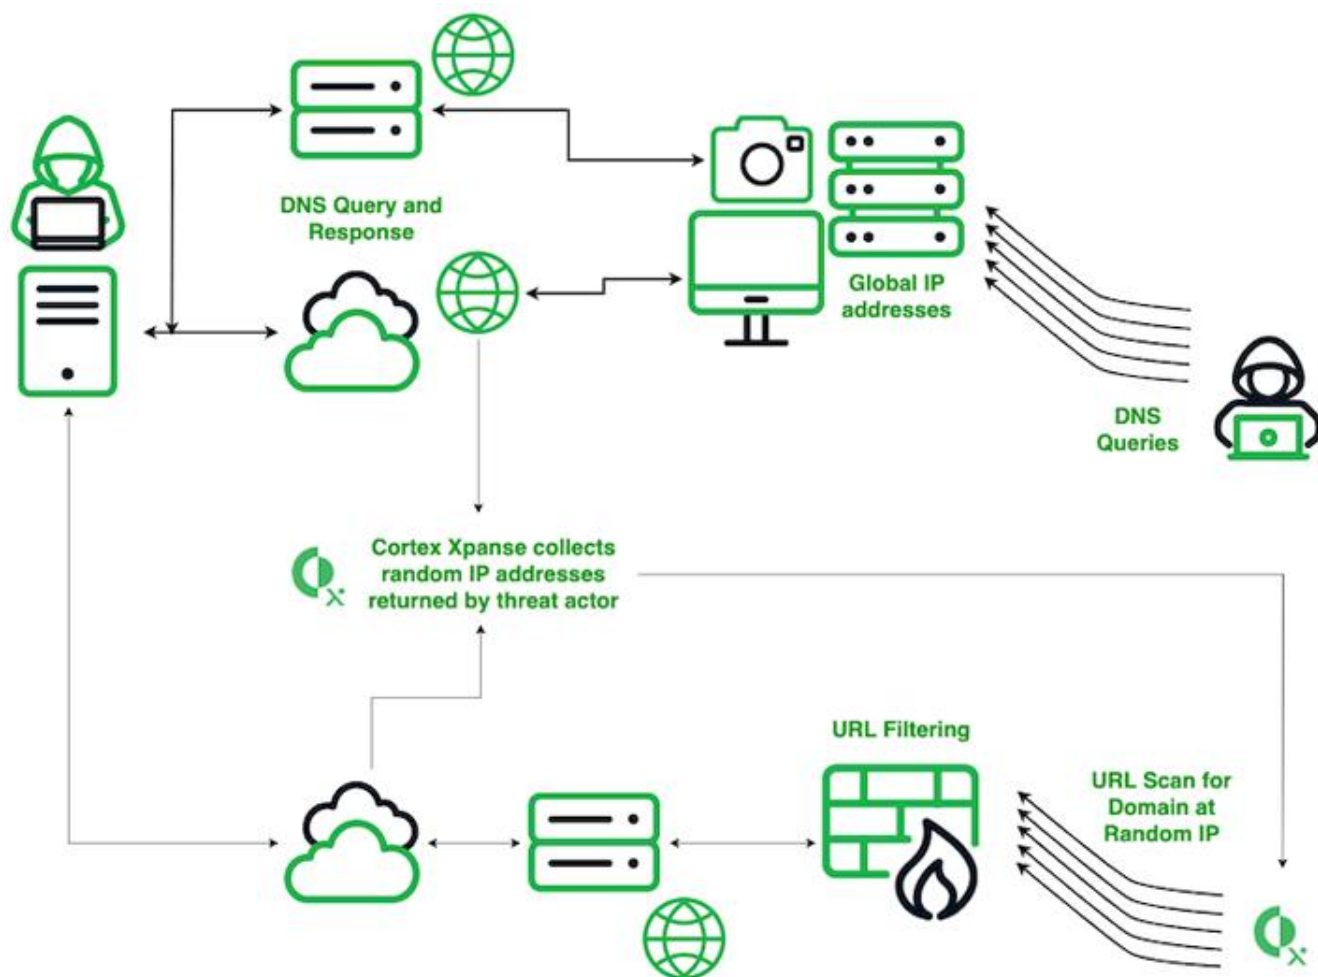 DNS Query and
Response
Global IP
addresses
DNS
Queries
Cortex Xpanse collects
random IP addresses
returned by threat actor
URL Filtering
URL Scan for
Domain at
Random IP